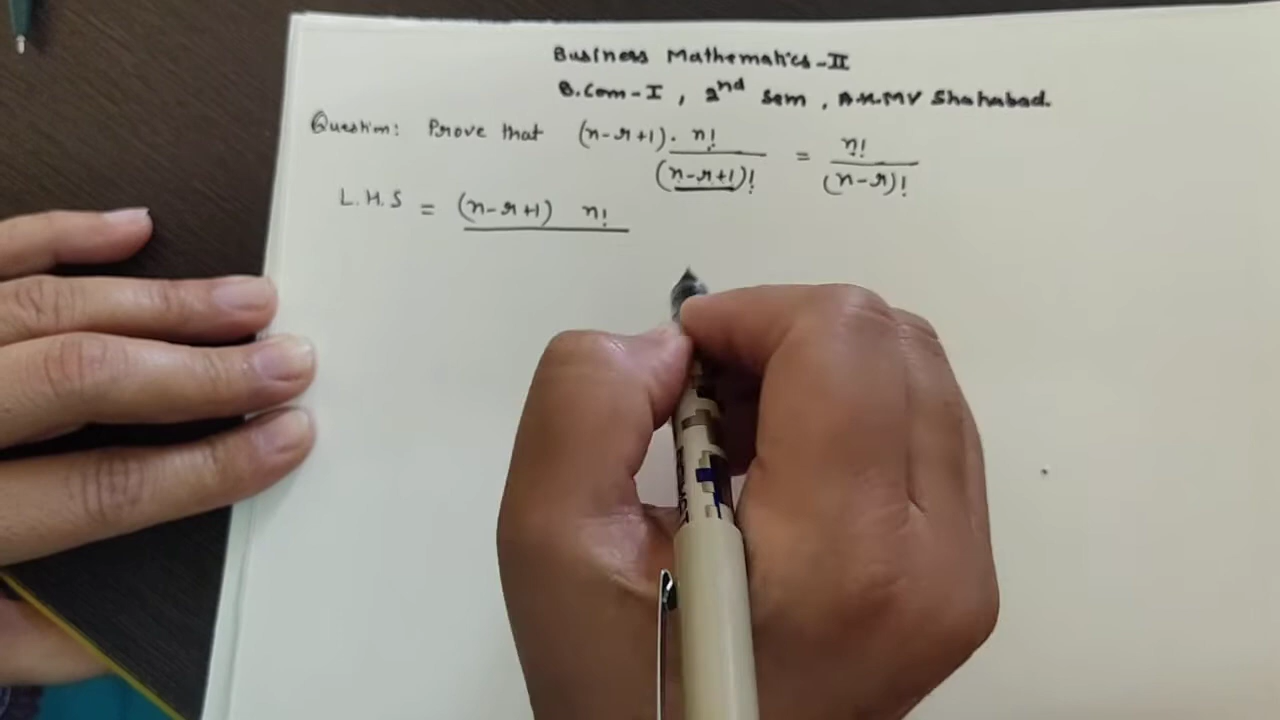 Business Mathematics-II
B.Com-I, 2nd Sem, A.K.M.V Shahabad.
Question: Prove that (n-r+1). n! / (n-r+1)! = n! / (n-r)!
L.H.S = (n-r+1) n!